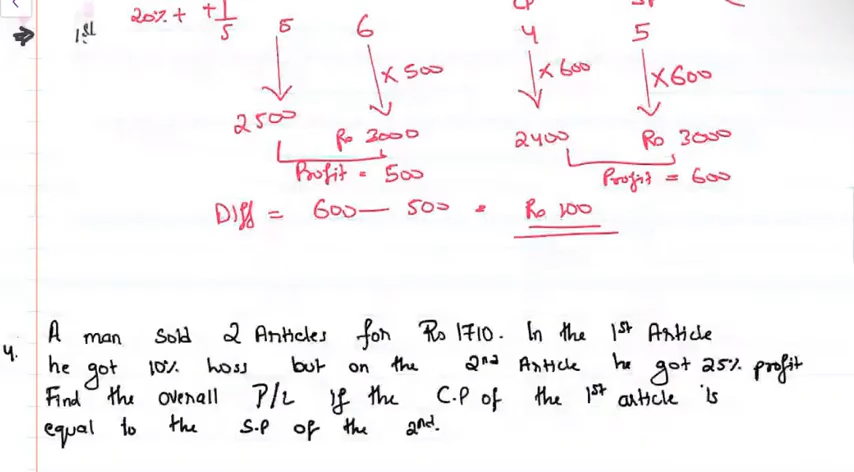 20% + +1/5
1st 5 6 4 5
×500 ×600 ×600
2500 Rs 3000 2400 Rs 3000
Profit = 500 Profit = 600
Diff = 600 — 500 = Rs 100
4. A man sold 2 Articles for Rs 1710. In the 1st Article
he got 10% Loss but on the 2nd Article he got 25% profit
Find the overall P/L If the C.P of the 1st article is
equal to the S.P of the 2nd.